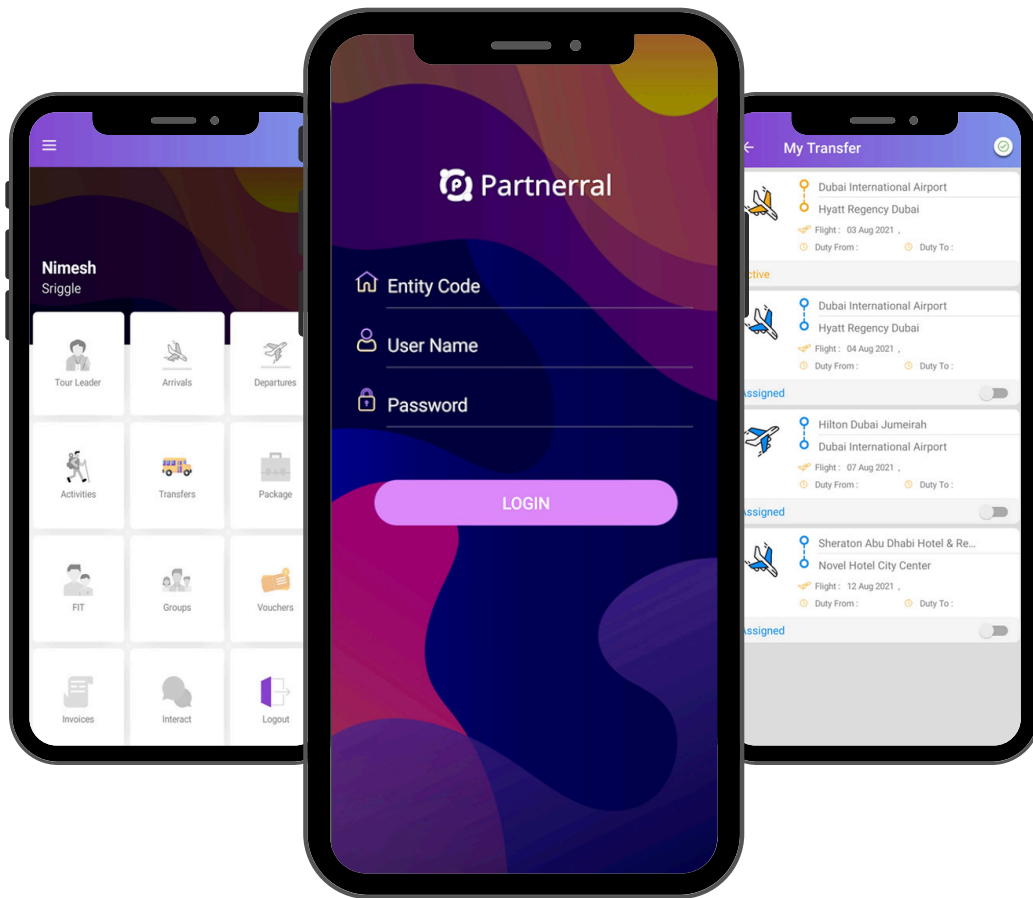 Nimesh
Sriggle
Tour Leader
Arrivals
Departures
Activities
Transfers
Package
FIT
Groups
Vouchers
Invoices
Interact
Logout
Partnerral
Entity Code
User Name
Password
LOGIN
My Transfer
Dubai International Airport
Hyatt Regency Dubai
Flight : 03 Aug 2021 ,
Duty From : Duty To :
ctive
Dubai International Airport
Hyatt Regency Dubai
Flight : 04 Aug 2021 ,
Duty From : Duty To :
ssigned
Hilton Dubai Jumeirah
Dubai International Airport
Flight : 07 Aug 2021 ,
Duty From : Duty To :
ssigned
Sheraton Abu Dhabi Hotel & Re...
Novel Hotel City Center
Flight : 12 Aug 2021 ,
Duty From : Duty To :
ssigned